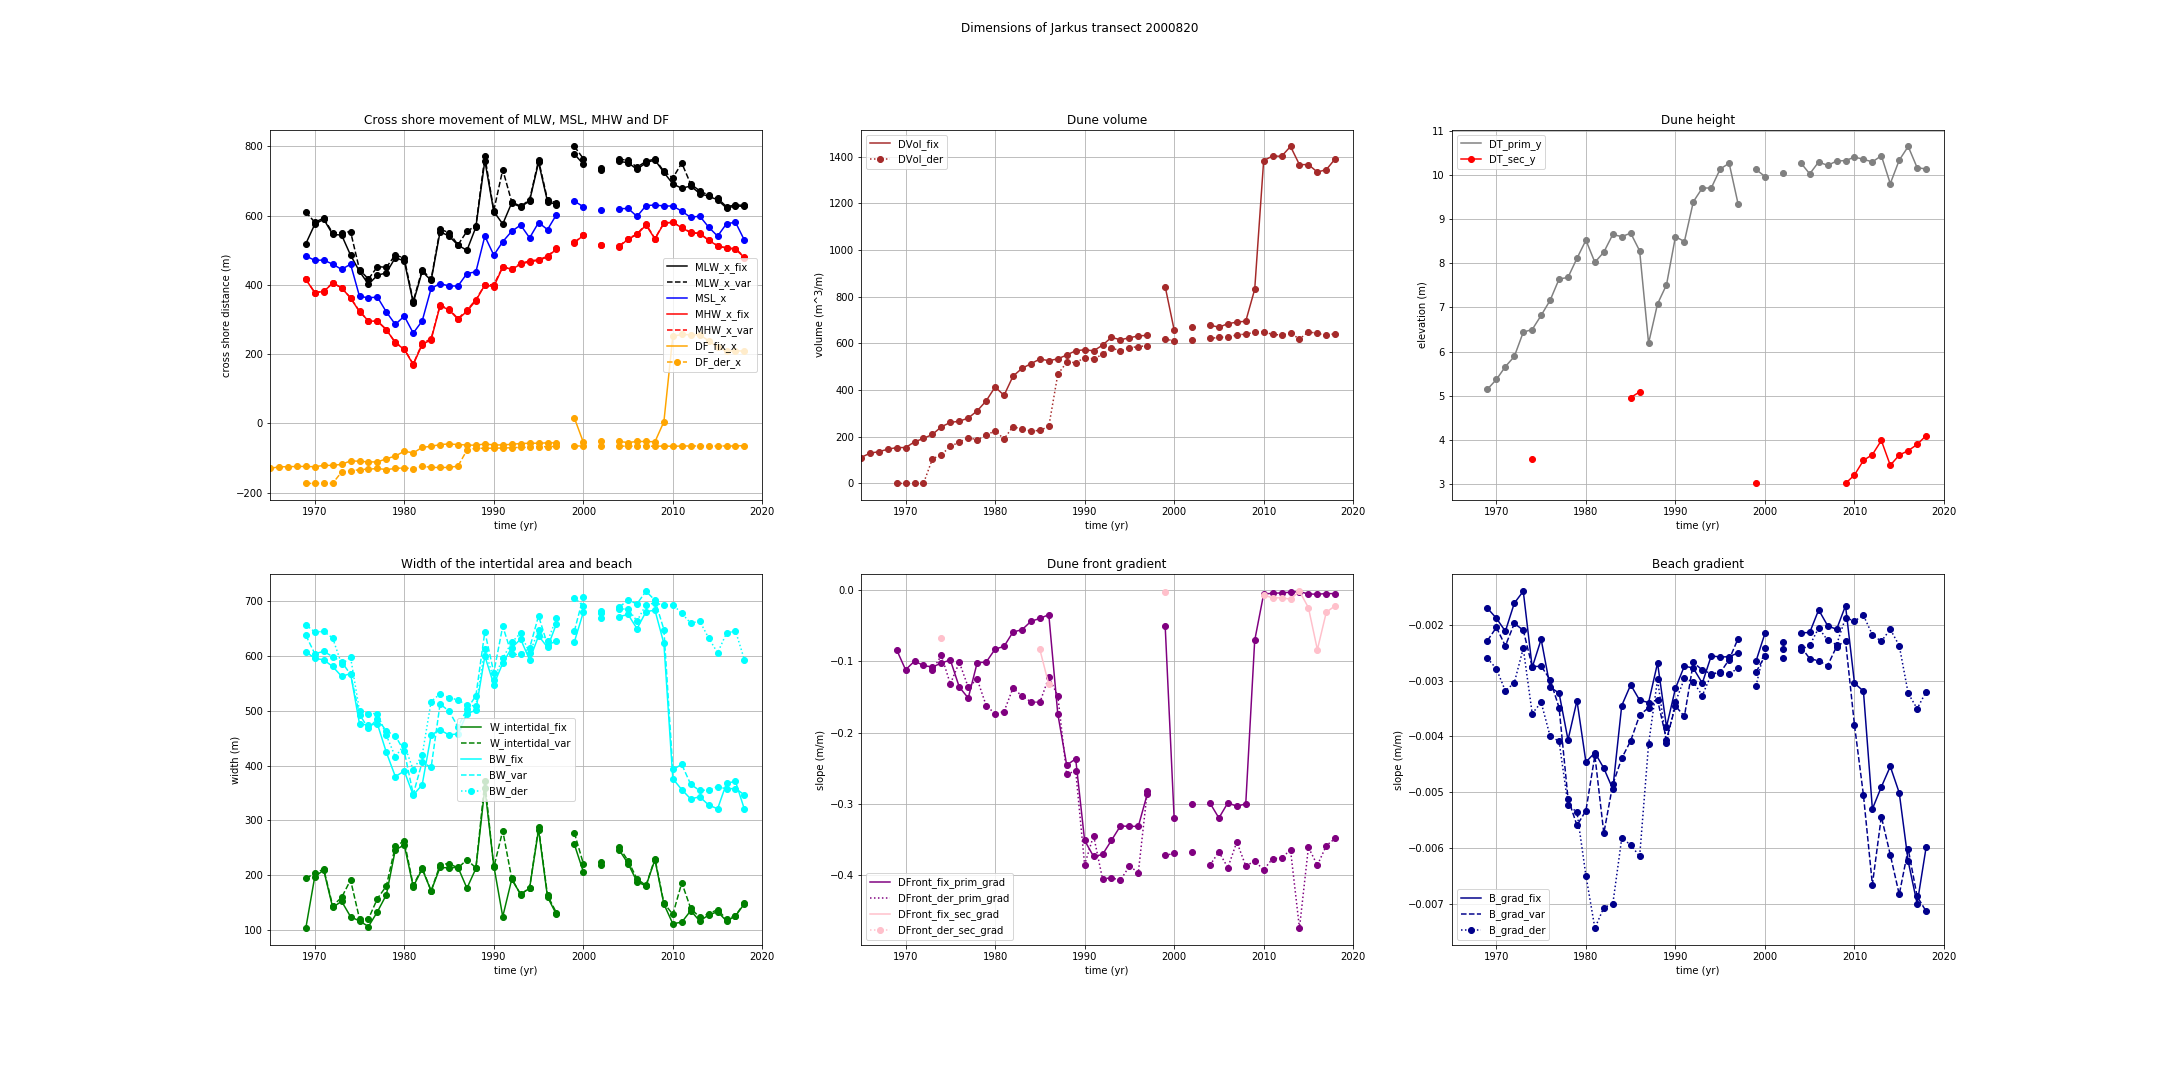 Dimensions of Jarkus transect 2000820
Cross shore movement of MLW, MSL, MHW and DF
cross shore distance (m)
800
600
400
200
0
−200
MLW_x_fix
MLW_x_var
MSL_x
MHW_x_fix
MHW_x_var
DF_fix_x
DF_der_x
1970 1980 1990 2000 2010 2020
time (yr)
Dune volume
volume (m^3/m)
1400
1200
1000
800
600
400
200
0
DVol_fix
DVol_der
1970 1980 1990 2000 2010 2020
time (yr)
Dune height
elevation (m)
11
10
9
8
7
6
5
4
3
DT_prim_y
DT_sec_y
1970 1980 1990 2000 2010 2020
time (yr)
Width of the intertidal area and beach
width (m)
700
600
500
400
300
200
100
W_intertidal_fix
W_intertidal_var
BW_fix
BW_var
BW_der
1970 1980 1990 2000 2010 2020
time (yr)
Dune front gradient
slope (m/m)
0.0
−0.1
−0.2
−0.3
−0.4
DFront_fix_prim_grad
DFront_der_prim_grad
DFront_fix_sec_grad
DFront_der_sec_grad
1970 1980 1990 2000 2010 2020
time (yr)
Beach gradient
slope (m/m)
−0.002
−0.003
−0.004
−0.005
−0.006
−0.007
B_grad_fix
B_grad_var
B_grad_der
1970 1980 1990 2000 2010 2020
time (yr)